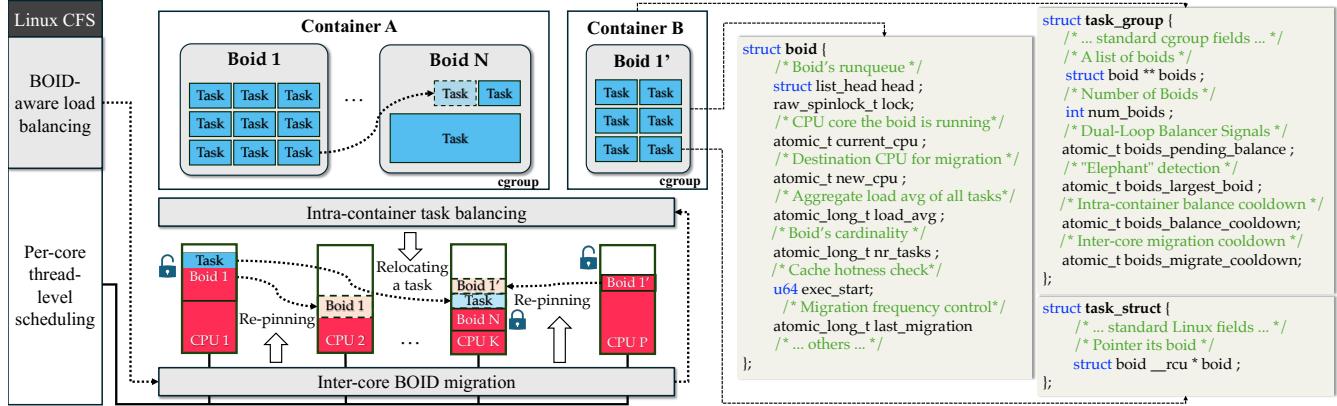 Linux CFS
BOID-
aware load
balancing
Per-core
thread-
level
scheduling
Container A
Boid 1
Task Task Task
Task Task Task
Task Task Task
...
Boid N
Task Task
Task
cgroup
Container B
Boid 1'
Task Task
Task Task
Task Task
cgroup
Intra-container task balancing
Task
Boid 1
CPU 1
Re-pinning
Boid 1
CPU 2
Relocating
a task
...
Boid 1'
Task
Boid N
CPU K
Re-pinning
Boid 1'
CPU P
Inter-core BOID migration
struct boid {
/* Boid's runqueue */
struct list_head head ;
raw_spinlock_t lock;
/* CPU core the boid is running*/
atomic_t current_cpu ;
/* Destination CPU for migration */
atomic_t new_cpu ;
/* Aggregate load avg of all tasks*/
atomic_long_t load_avg ;
/* Boid's cardinality */
atomic_long_t nr_tasks ;
/* Cache hotness check*/
u64 exec_start;
/* Migration frequency control*/
atomic_long_t last_migration
/* ... others ... */
};
struct task_group {
/* ... standard cgroup fields ... */
/* A list of boids */
struct boid ** boids ;
/* Number of Boids */
int num_boids ;
/* Dual-Loop Balancer Signals */
atomic_t boids_pending_balance ;
/* "Elephant" detection */
atomic_t boids_largest_boid ;
/* Intra-container balance cooldown */
atomic_t boids_balance_cooldown;
/* Inter-core migration cooldown */
atomic_t boids_migrate_cooldown;
};
struct task_struct {
/* ... standard Linux fields ... */
/* Pointer its boid */
struct boid __rcu * boid ;
};